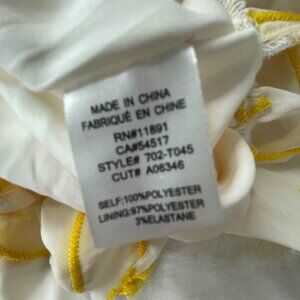 MADE IN CHINA
FABRIQUÉ EN CHINE
RN#11891
CA#54517
STYLE# 702-T045
CUT# A06346
SELF:100%POLYESTER
LINING:97%POLYESTER
3%ELASTANE